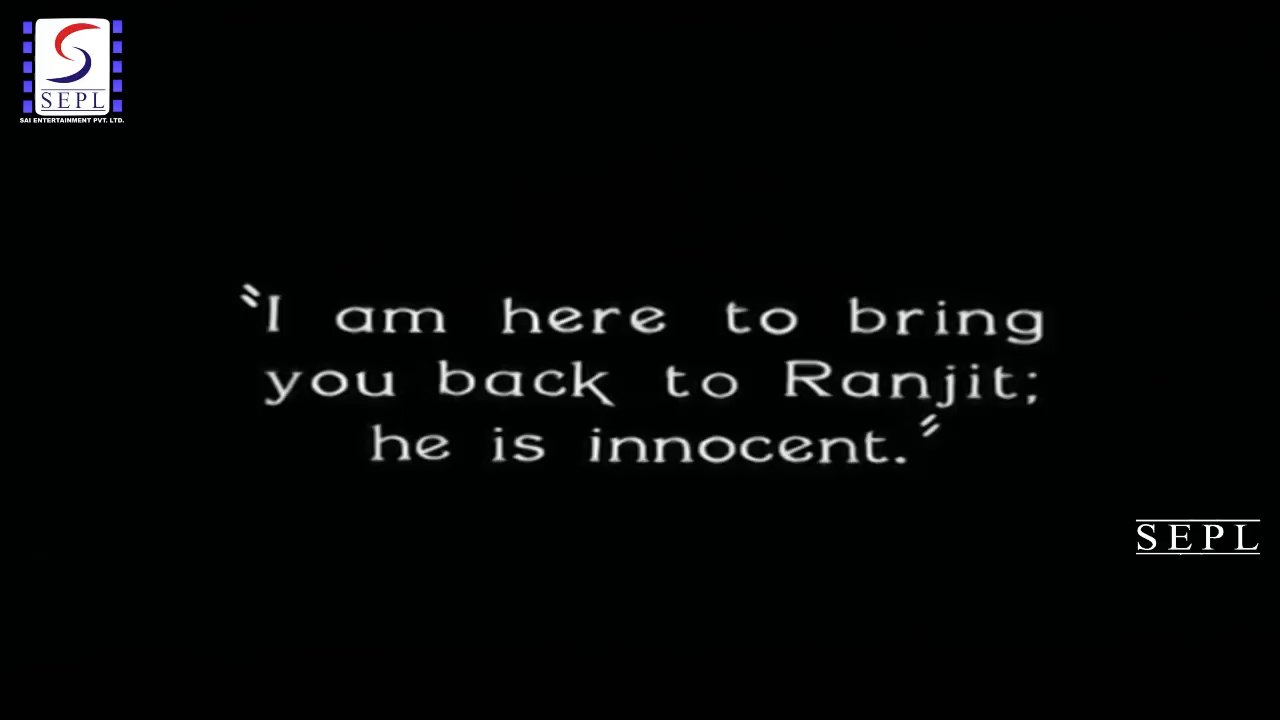 SEPL
SAI ENTERTAINMENT PVT. LTD.
"I am here to bring
you back to Ranjit;
he is innocent."
SEPL